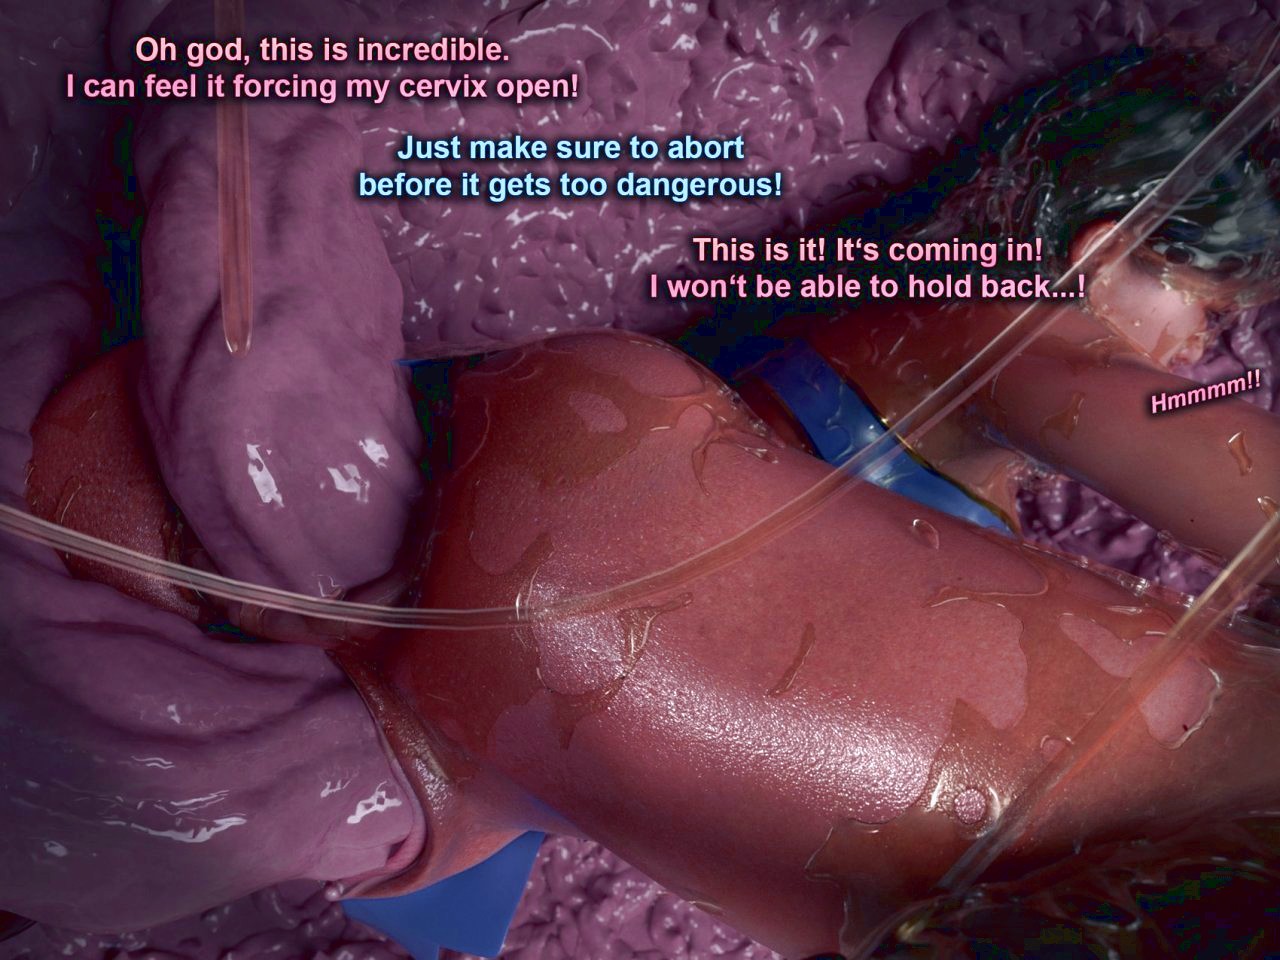 Oh god, this is incredible.
I can feel it forcing my cervix open!
Just make sure to abort
before it gets too dangerous!
This is it! It‘s coming in!
I won‘t be able to hold back...!
Hmmmm!!